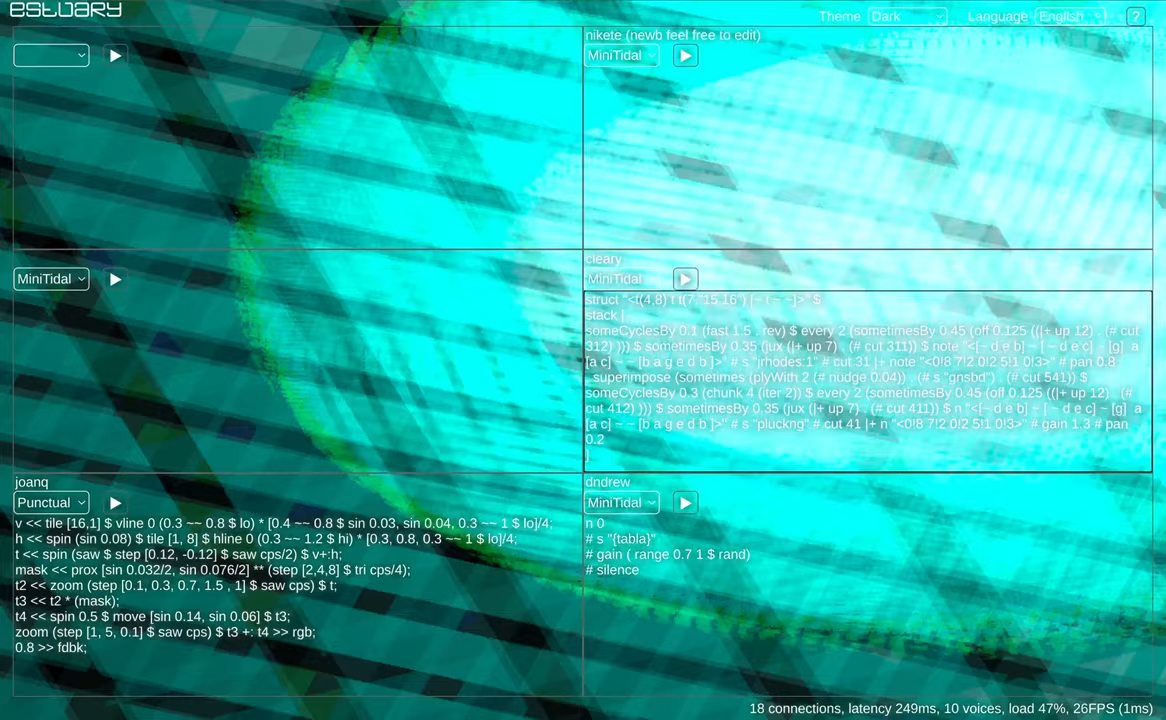 estuary
Theme Dark Language English ?
nikete (newb feel free to edit)
MiniTidal
MiniTidal
cleary
MiniTidal
struct "<t(4,8) t t(7,"15,16") [~ t ~ ~]>" $
stack [
someCyclesBy 0.1 (fast 1.5 . rev) $ every 2 (sometimesBy 0.45 (off 0.125 ((|+ up 12) . (# cut
312) ))) $ sometimesBy 0.35 (jux (|+ up 7) . (# cut 311)) $ note "<[~ d e b] ~ [ ~ d e c] ~ [g] a
[a c] ~ ~ [b a g e d b ]>" # s "jrhodes:1" # cut 31 |+ note "<0!8 7!2 0!2 5!1 0!3>" # pan 0.8
, superimpose (sometimes (plyWith 2 (# nudge 0.04)) . (# s "gnsbd") . (# cut 541)) $
someCyclesBy 0.3 (chunk 4 (iter 2)) $ every 2 (sometimesBy 0.45 (off 0.125 ((|+ up 12) . (#
cut 412) ))) $ sometimesBy 0.35 (jux (|+ up 7) . (# cut 411)) $ n "<[~ d e b] ~ [ ~ d e c] ~ [g] a
[a c] ~ ~ [b a g e d b ]>" # s "pluckng" # cut 41 |+ n "<0!8 7!2 0!2 5!1 0!3>" # gain 1.3 # pan
0.2
]
joanq
Punctual
v << tile [16,1] $ vline 0 (0.3 ~~ 0.8 $ lo) * [0.4 ~~ 0.8 $ sin 0.03, sin 0.04, 0.3 ~~ 1 $ lo]/4;
h << spin (sin 0.08) $ tile [1, 8] $ hline 0 (0.3 ~~ 1.2 $ hi) * [0.3, 0.8, 0.3 ~~ 1 $ lo]/4;
t << spin (saw $ step [0.12, -0.12] $ saw cps/2) $ v+:h;
mask << prox [sin 0.032/2, sin 0.076/2] ** (step [2,4,8] $ tri cps/4);
t2 << zoom (step [0.1, 0.3, 0.7, 1.5 , 1] $ saw cps) $ t;
t3 << t2 * (mask);
t4 << spin 0.5 $ move [sin 0.14, sin 0.06] $ t3;
zoom (step [1, 5, 0.1] $ saw cps) $ t3 +: t4 >> rgb;
0.8 >> fdbk;
dndrew
MiniTidal
n 0
# s "{tabla}"
# gain ( range 0.7 1 $ rand)
# silence
18 connections, latency 249ms, 10 voices, load 47%, 26FPS (1ms)